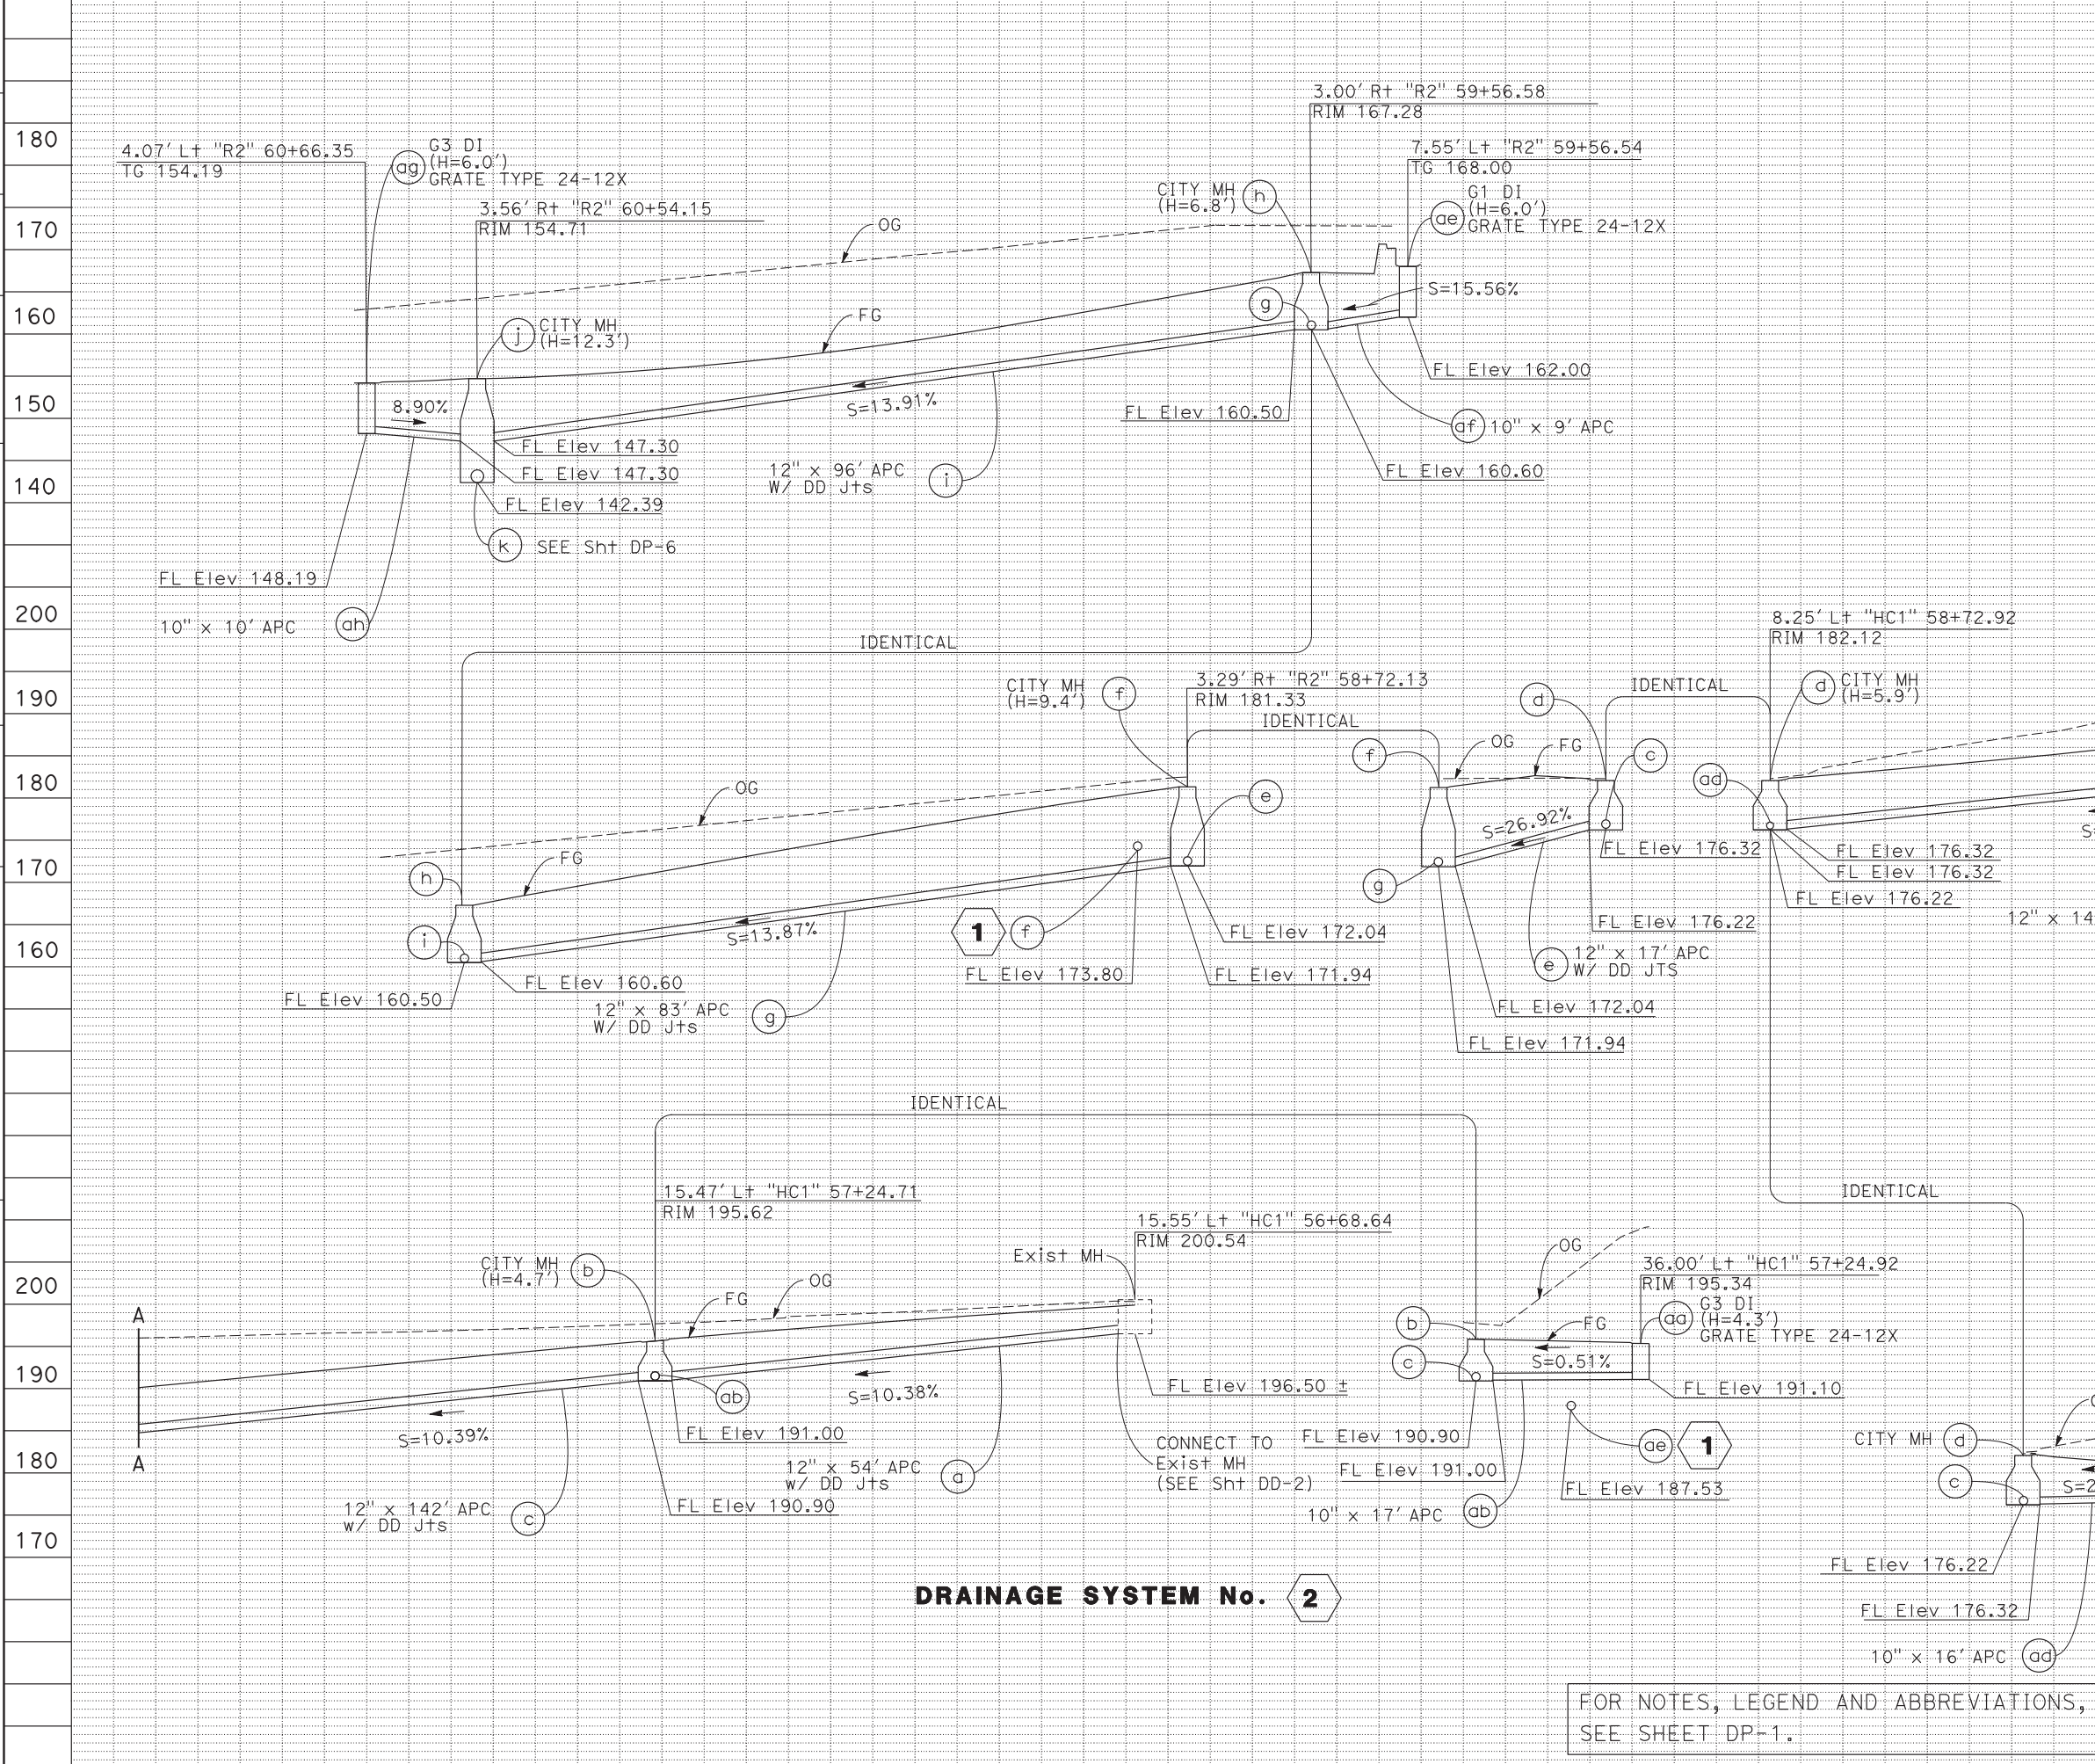 180
170
160
150
140
200
190
180
170
160
200
190
180
170
4.07' Lt "R2" 60+66.35
TG 154.19
ag
G3 DI
(H=6.0')
GRATE TYPE 24-12X
3.56' Rt "R2" 60+54.15
RIM 154.71
OG
j
CITY MH
(H=12.3')
FG
8.90%
S=13.91%
FL Elev 147.30
FL Elev 147.30
FL Elev 142.39
12" x 96' APC
W/ DD Jts
i
k
SEE Sht DP-6
FL Elev 148.19
10" x 10' APC
ah
3.00' Rt "R2" 59+56.58
RIM 167.28
7.55' Lt "R2" 59+56.54
TG 168.00
CITY MH
(H=6.8')
h
G1 DI
ae
(H=6.0')
GRATE TYPE 24-12X
g
S=15.56%
FL Elev 162.00
FL Elev 160.50
af
10" x 9' APC
FL Elev 160.60
IDENTICAL
CITY MH
(H=9.4')
f
3.29' Rt "R2" 58+72.13
RIM 181.33
IDENTICAL
d
IDENTICAL
8.25' Lt "HC1" 58+72.92
RIM 182.12
d
CITY MH
(H=5.9')
OG
e
f
OG
FG
c
ad
S=26.92%
FL Elev 176.32
FL Elev 176.32
FL Elev 176.32
FL Elev 176.22
h
FG
g
i
S=13.87%
1
f
FL Elev 172.04
FL Elev 173.80
FL Elev 171.94
FL Elev 176.22
12" x 14
e
12" x 17' APC
W/ DD JTS
FL Elev 172.04
FL Elev 171.94
FL Elev 160.50
FL Elev 160.60
12" x 83' APC
W/ DD Jts
g
IDENTICAL
15.47' Lt "HC1" 57+24.71
RIM 195.62
15.55' Lt "HC1" 56+68.64
RIM 200.54
IDENTICAL
CITY MH
(H=4.7')
b
Exist MH
OG
FG
OG
36.00' Lt "HC1" 57+24.92
RIM 195.34
aa
G3 DI
(H=4.3')
GRATE TYPE 24-12X
A
A
b
FG
c
S=0.51%
ab
S=10.38%
S=10.39%
FL Elev 196.50 ±
FL Elev 191.10
FL Elev 191.00
CONNECT TO
Exist MH
(SEE Sht DD-2)
FL Elev 190.90
FL Elev 191.00
ae
1
FL Elev 187.53
12" x 54' APC
w/ DD Jts
a
12" x 142' APC
w/ DD Jts
c
FL Elev 190.90
10" x 17' APC
ab
CITY MH
d
c
S=2
FL Elev 176.22
FL Elev 176.32
10" x 16' APC
ad
DRAINAGE SYSTEM No. 2
FOR NOTES, LEGEND AND ABBREVIATIONS,
SEE SHEET DP-1.